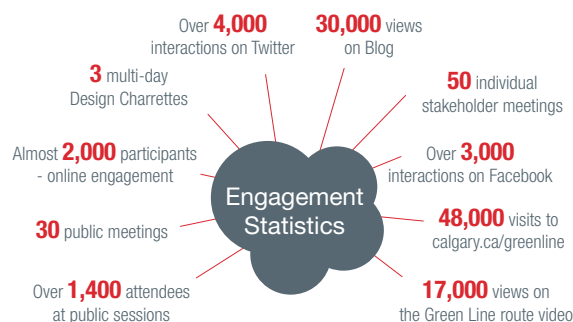 Over 4,000
interactions on Twitter
30,000 views
on Blog
3 multi-day
Design Charrettes
50 individual
stakeholder meetings
Almost 2,000 participants
- online engagement
Over 3,000
interactions on Facebook
Engagement
Statistics
30 public meetings
48,000 visits to
calgary.ca/greenline
Over 1,400 attendees
at public sessions
17,000 views on
the Green Line route video